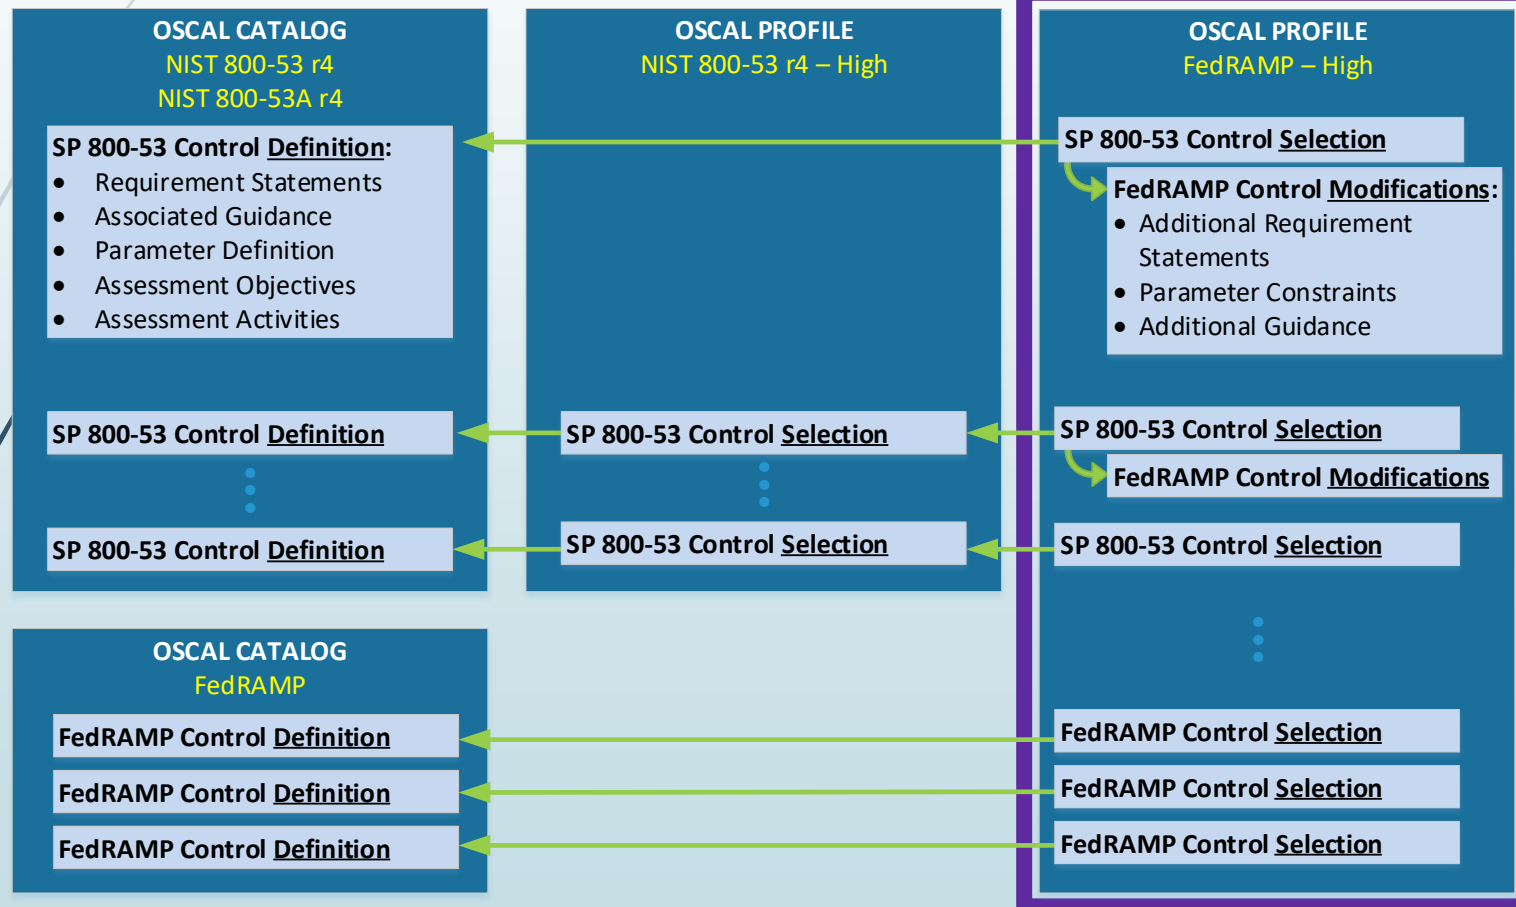 OSCAL CATALOG
NIST 800-53 r4
NIST 800-53A r4
SP 800-53 Control Definition:
• Requirement Statements
• Associated Guidance
• Parameter Definition
• Assessment Objectives
• Assessment Activities
SP 800-53 Control Definition
SP 800-53 Control Definition
OSCAL PROFILE
NIST 800-53 r4 – High
SP 800-53 Control Selection
SP 800-53 Control Selection
OSCAL PROFILE
FedRAMP – High
SP 800-53 Control Selection
FedRAMP Control Modifications:
• Additional Requirement
Statements
• Parameter Constraints
• Additional Guidance
SP 800-53 Control Selection
FedRAMP Control Modifications
SP 800-53 Control Selection
FedRAMP Control Selection
FedRAMP Control Selection
FedRAMP Control Selection
OSCAL CATALOG
FedRAMP
FedRAMP Control Definition
FedRAMP Control Definition
FedRAMP Control Definition